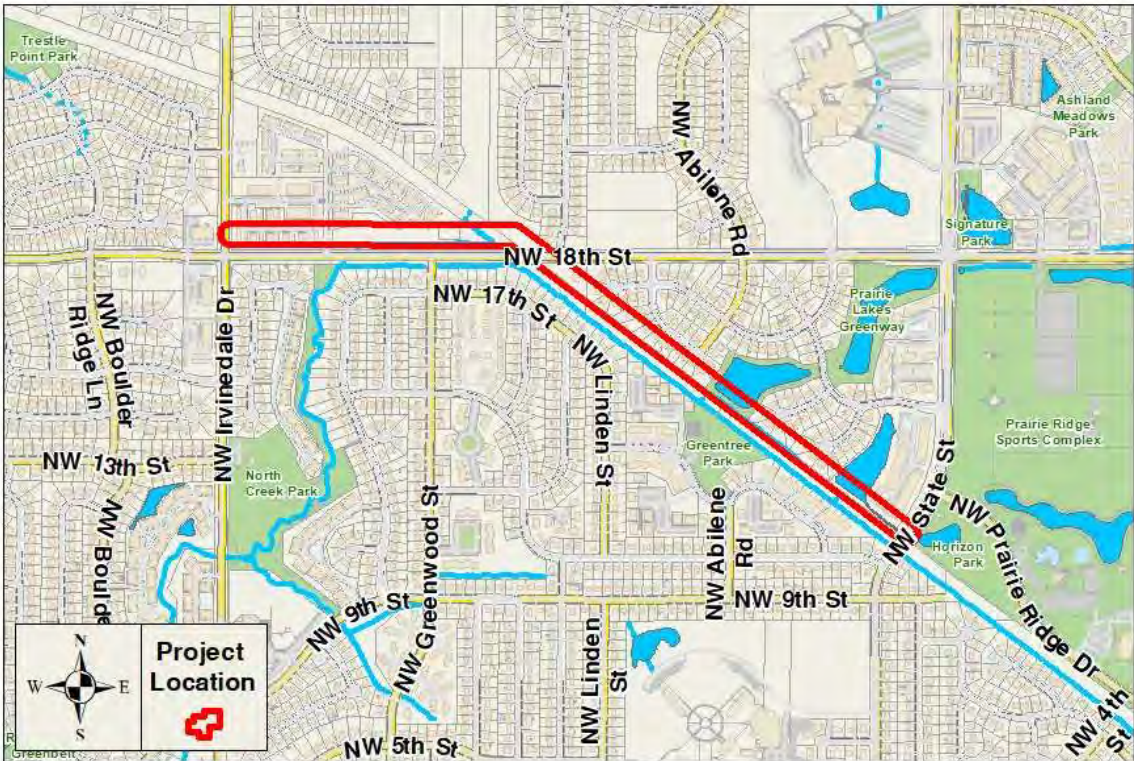 Trestle
Point Park
NW Abilene Rd
Ashland
Meadows
Park
Signature
Park
NW 18th St
NW Boulder
Ridge Ln
NW Irvinedale Dr
NW 17th St
Prairie
Lakes
Greenway
NW Linden St
NW 13th St
North
Creek Park
NW Greenwood St
Greentree
Park
Prairie Ridge
Sports Complex
NW State St
NW Prairie Ridge Dr
Horizon
Park
NW Boulde
NW Abilene
Rd
NW 9th St
NW 9th St
NW Linden
St
NW 5th St
NW 4th
St
N
W
E
S
Project
Location
Greenbelt